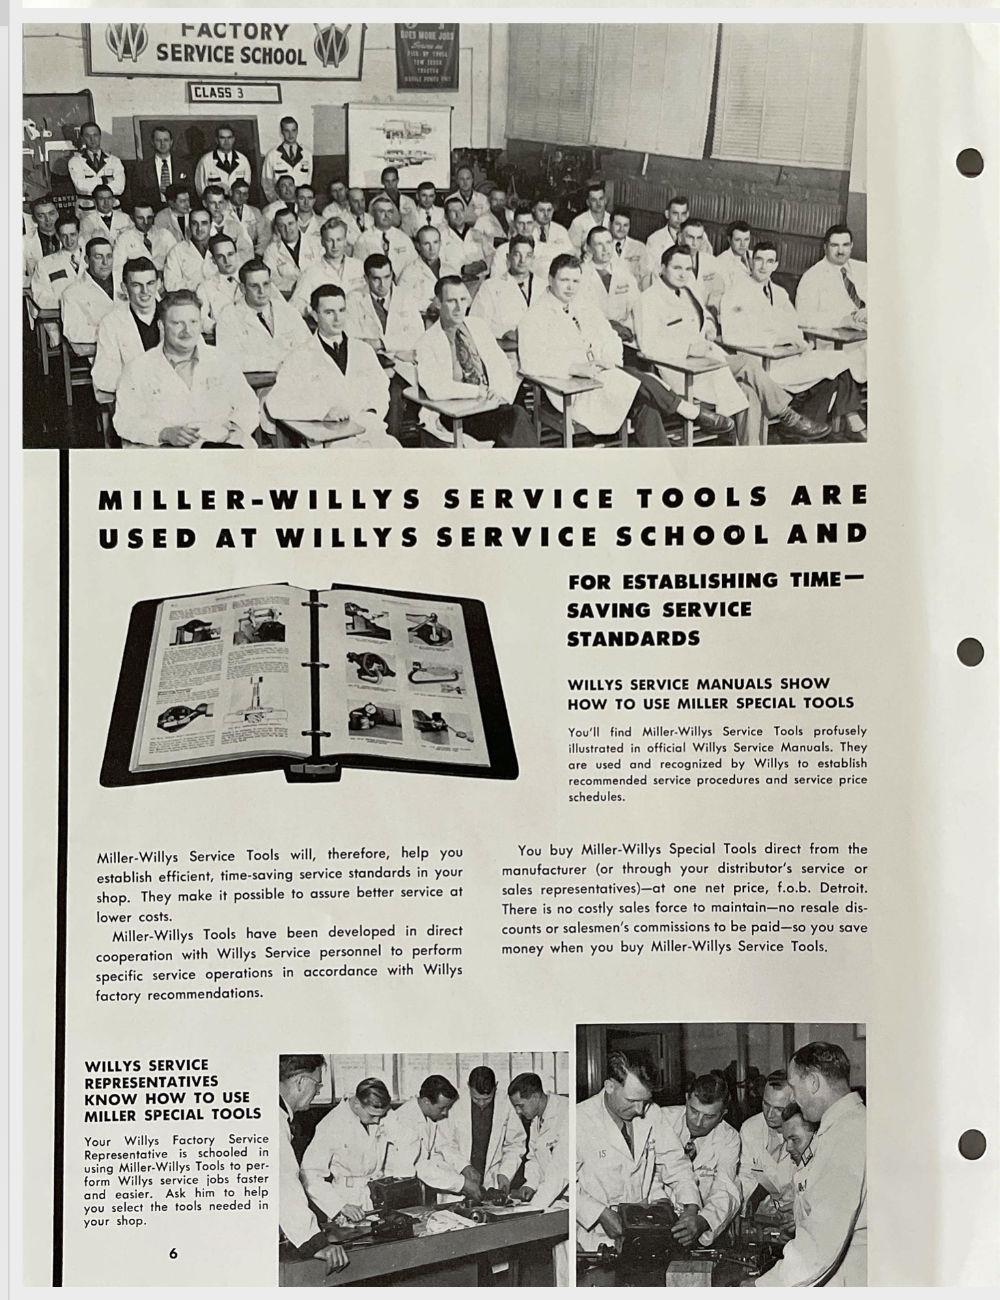 FACTORY
SERVICE SCHOOL
CLASS 3
DOES MORE JOBS
MILLER-WILLYS SERVICE TOOLS ARE
USED AT WILLYS SERVICE SCHOOL AND
FOR ESTABLISHING TIME—
SAVING SERVICE
STANDARDS
WILLYS SERVICE MANUALS SHOW
HOW TO USE MILLER SPECIAL TOOLS
You'll find Miller-Willys Service Tools profusely
illustrated in official Willys Service Manuals. They
are used and recognized by Willys to establish
recommended service procedures and service price
schedules.
Miller-Willys Service Tools will, therefore, help you
establish efficient, time-saving service standards in your
shop. They make it possible to assure better service at
lower costs.
Miller-Willys Tools have been developed in direct
cooperation with Willys Service personnel to perform
specific service operations in accordance with Willys
factory recommendations.
You buy Miller-Willys Special Tools direct from the
manufacturer (or through your distributor's service or
sales representatives)—at one net price, f.o.b. Detroit.
There is no costly sales force to maintain—no resale dis-
counts or salesmen's commissions to be paid—so you save
money when you buy Miller-Willys Service Tools.
WILLYS SERVICE
REPRESENTATIVES
KNOW HOW TO USE
MILLER SPECIAL TOOLS
Your Willys Factory Service
Representative is schooled in
using Miller-Willys Tools to per-
form Willys service jobs faster
and easier. Ask him to help
you select the tools needed in
your shop.
6
15